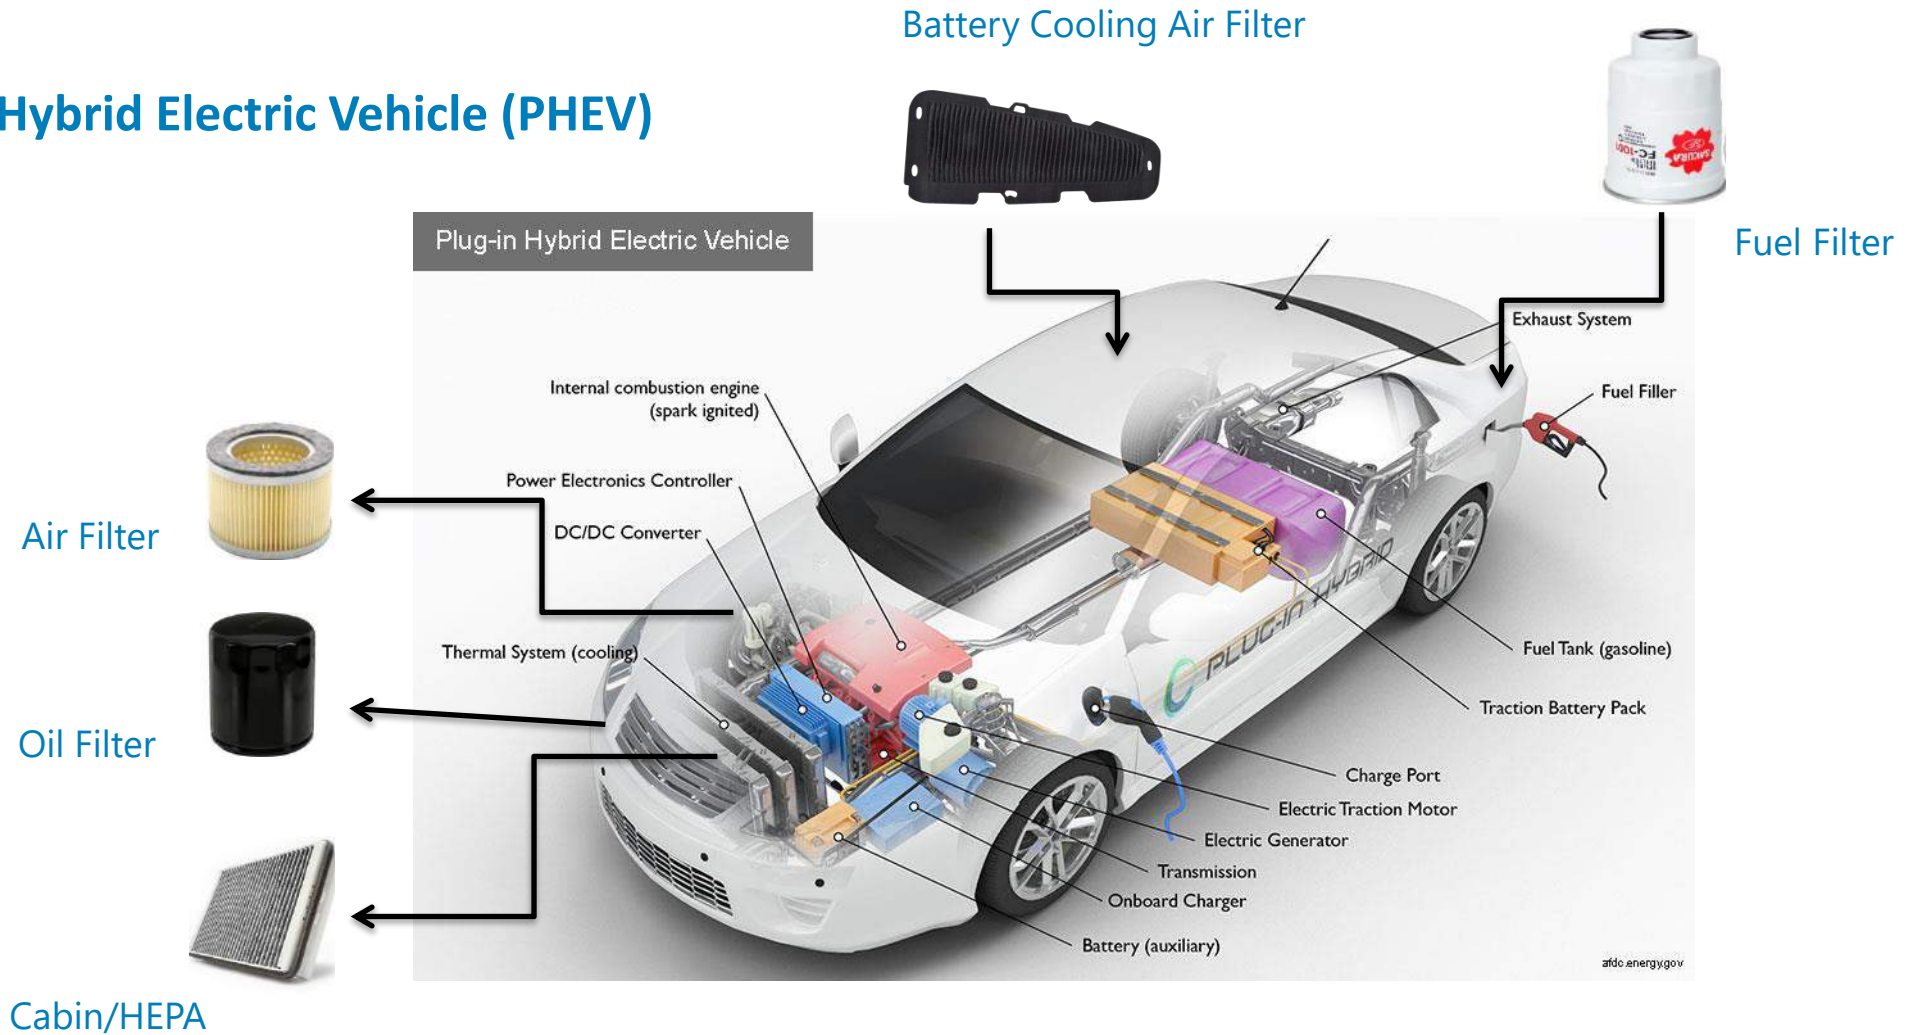 Battery Cooling Air Filter
Hybrid Electric Vehicle (PHEV)
SAKURA
FC-1001
Fuel Filter
Plug-in Hybrid Electric Vehicle
Exhaust System
Internal combustion engine
(spark ignited)
Fuel Filler
Power Electronics Controller
DC/DC Converter
Air Filter
Thermal System (cooling)
PLUG-IN HYBRID
Fuel Tank (gasoline)
Traction Battery Pack
Oil Filter
Charge Port
Electric Traction Motor
Electric Generator
Transmission
Onboard Charger
Battery (auxiliary)
afdc.energy.gov
Cabin/HEPA